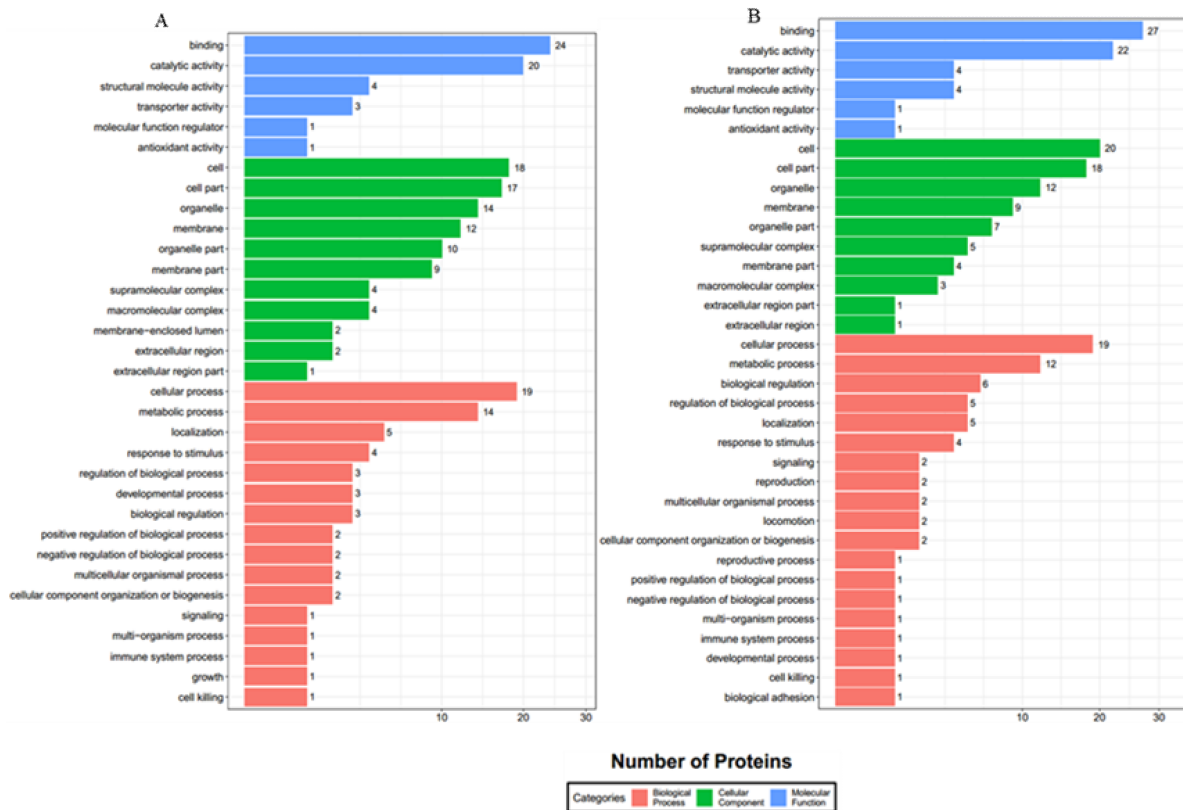 A
binding 24
catalytic activity 20
structural molecule activity 4
transporter activity 3
molecular function regulator 1
antioxidant activity 1
cell 18
cell part 17
organelle 14
membrane 12
organelle part 10
membrane part 9
supramolecular complex 4
macromolecular complex 4
membrane−enclosed lumen 2
extracellular region 2
extracellular region part 1
cellular process 19
metabolic process 14
localization 5
response to stimulus 4
regulation of biological process 3
developmental process 3
biological regulation 3
positive regulation of biological process 2
negative regulation of biological process 2
multicellular organismal process 2
cellular component organization or biogenesis 2
signaling 1
multi−organism process 1
immune system process 1
growth 1
cell killing 1
10 20 30
B
binding 27
catalytic activity 22
transporter activity 4
structural molecule activity 4
molecular function regulator 1
antioxidant activity 1
cell 20
cell part 18
organelle 12
membrane 9
organelle part 7
supramolecular complex 5
membrane part 4
macromolecular complex 3
extracellular region part 1
extracellular region 1
cellular process 19
metabolic process 12
biological regulation 6
regulation of biological process 5
localization 5
response to stimulus 4
signaling 2
reproduction 2
multicellular organismal process 2
locomotion 2
cellular component organization or biogenesis 2
reproductive process 1
positive regulation of biological process 1
negative regulation of biological process 1
multi−organism process 1
immune system process 1
developmental process 1
cell killing 1
biological adhesion 1
10 20 30
Number of Proteins
Categories
Biological
Process
Cellular
Component
Molecular
Function